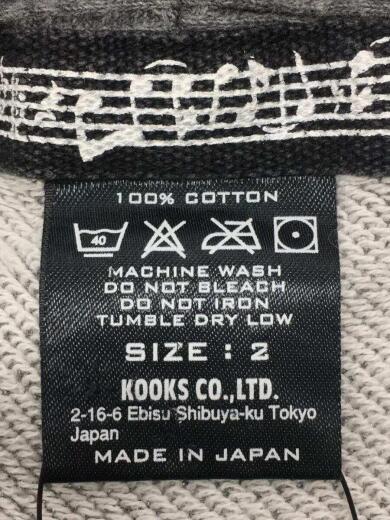 100% COTTON
40
MACHINE WASH
DO NOT BLEACH
DO NOT IRON
TUMBLE DRY LOW
SIZE : 2
KOOKS CO.,LTD.
2-16-6 Ebisu Shibuya-ku Tokyo
Japan
MADE IN JAPAN